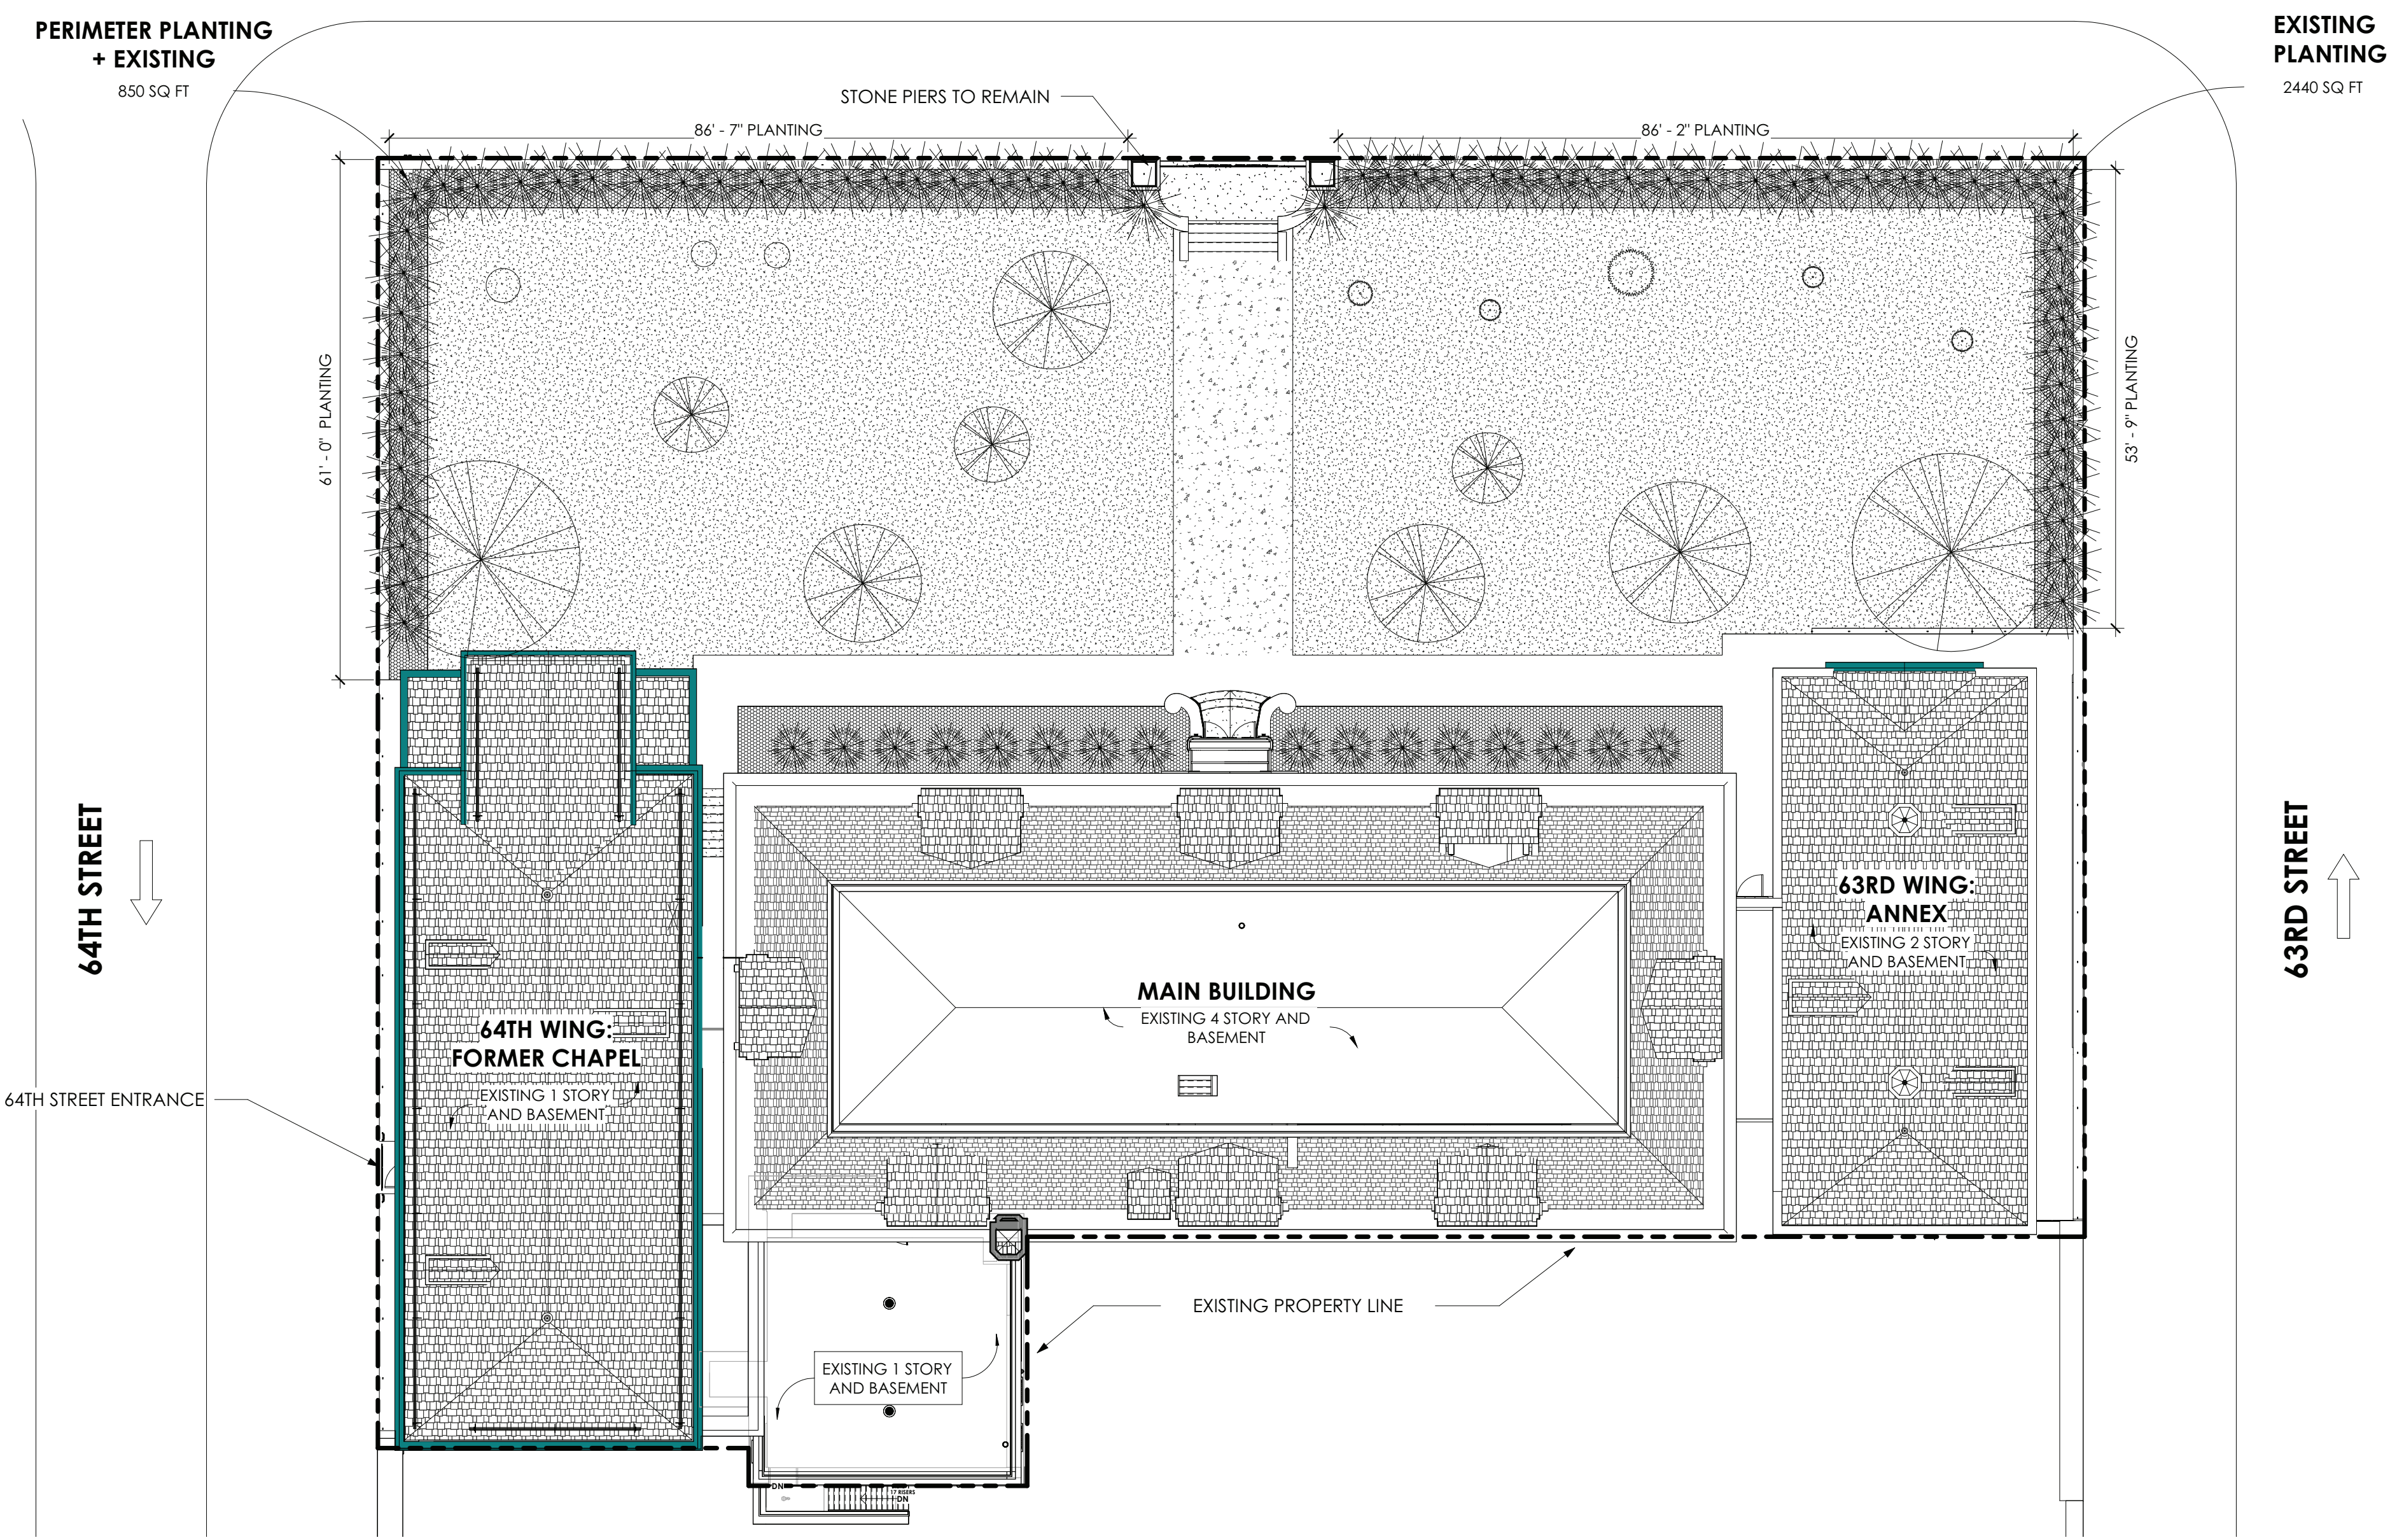 PERIMETER PLANTING
+ EXISTING
850 SQ FT
EXISTING
PLANTING
2440 SQ FT
STONE PIERS TO REMAIN
86' - 7" PLANTING
86' - 2" PLANTING
61' - 0" PLANTING
53' - 9" PLANTING
64TH STREET
63RD STREET
63RD WING:
ANNEX
EXISTING 2 STORY
AND BASEMENT
MAIN BUILDING
EXISTING 4 STORY AND
BASEMENT
64TH WING:
FORMER CHAPEL
EXISTING 1 STORY
AND BASEMENT
64TH STREET ENTRANCE
EXISTING PROPERTY LINE
EXISTING 1 STORY
AND BASEMENT
DN
17 RISERS
DN